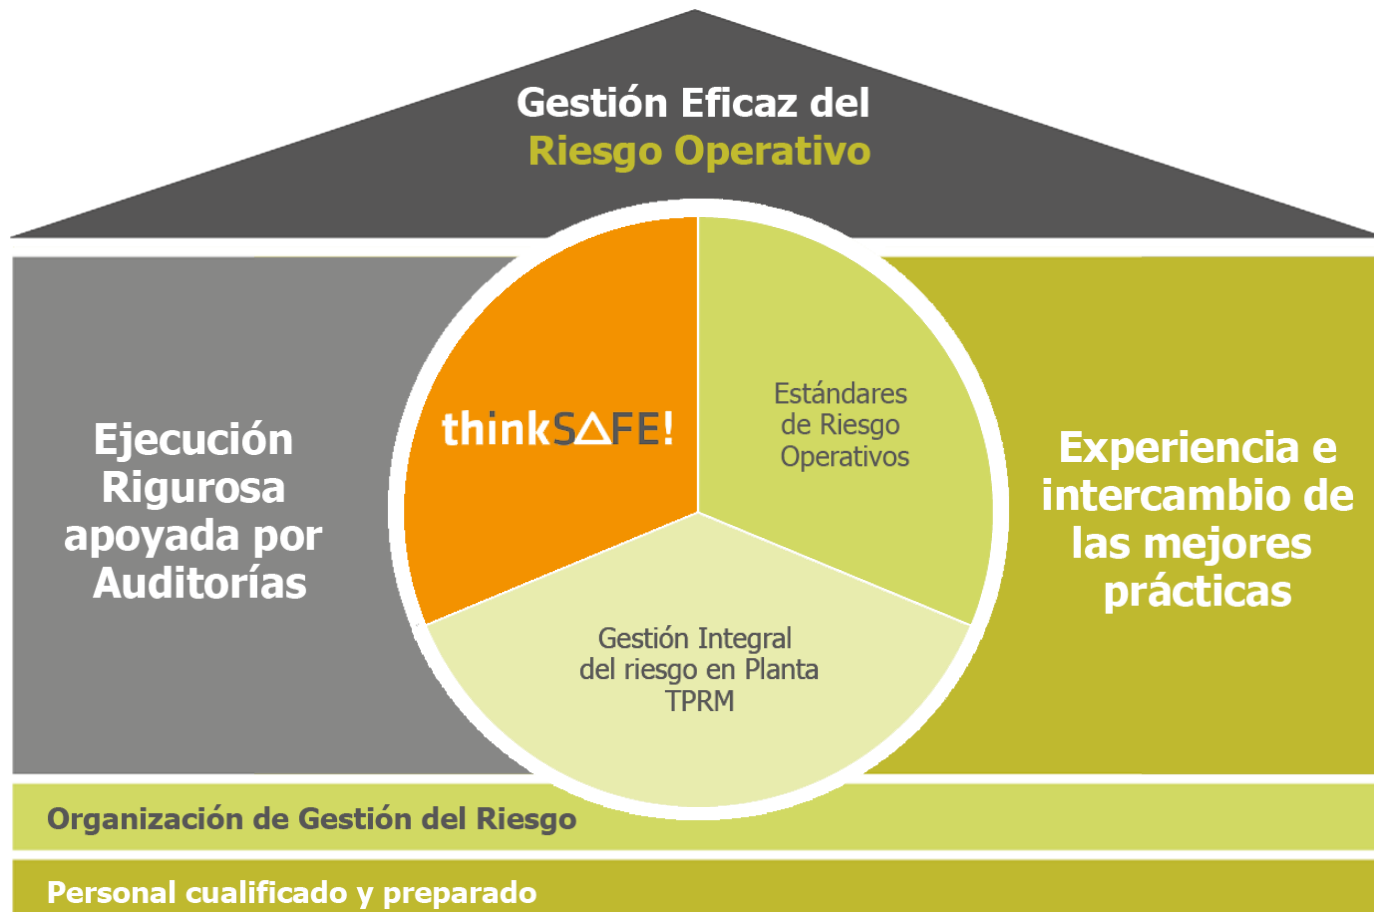 Gestión Eficaz del
Riesgo Operativo
Ejecución
Rigurosa
apoyada por
Auditorías
thinkSAFE!
Estándares
de Riesgo
Operativos
Gestión Integral
del riesgo en Planta
TPRM
Experiencia e
intercambio de
las mejores
prácticas
Organización de Gestión del Riesgo
Personal cualificado y preparado